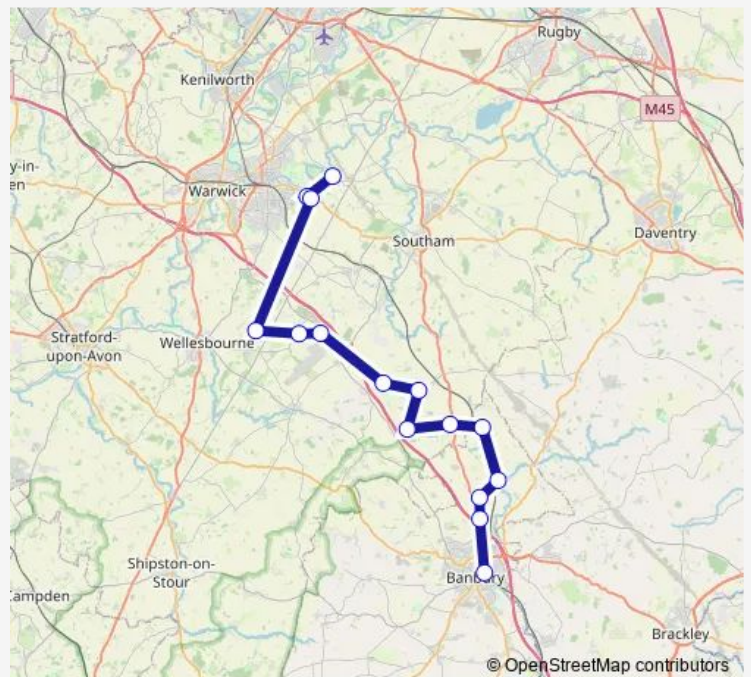 Rugby
Kenilworth
M45
y-in-
en
Warwick
Southam
Daventry
Stratford-
upon-Avon
Wellesbourne
Shipston-on-
Stour
Campden
Banbury
Brackley
© OpenStreetMap contributors